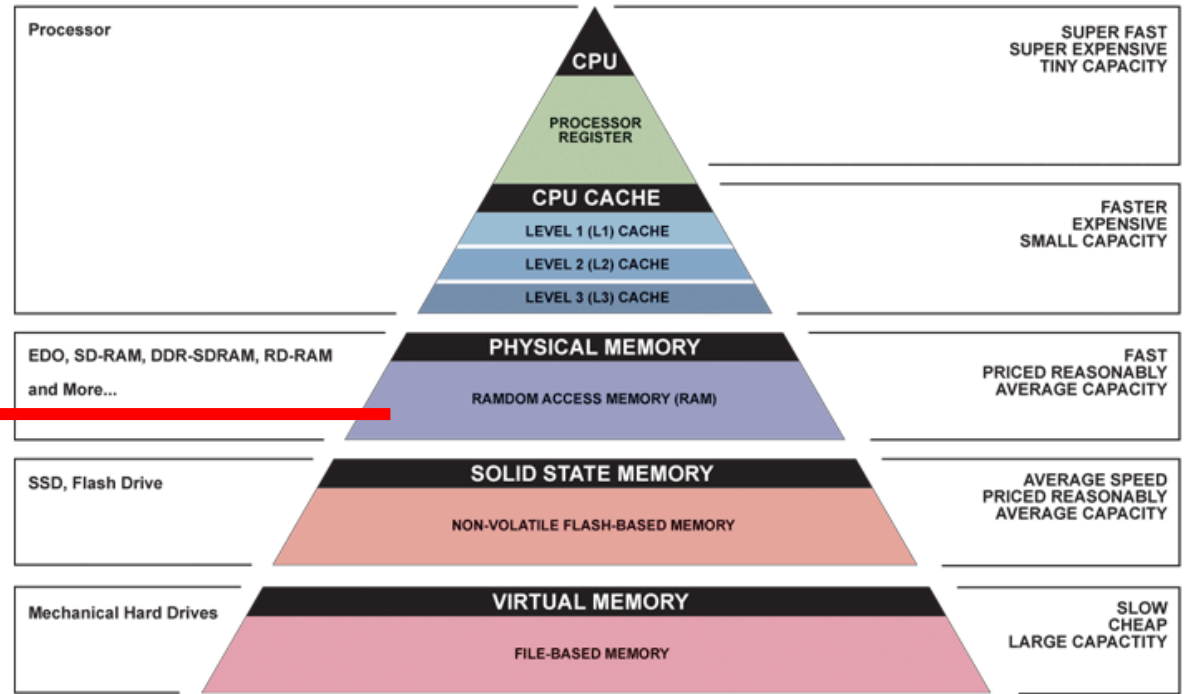 Processor
CPU
PROCESSOR
REGISTER
SUPER FAST
SUPER EXPENSIVE
TINY CAPACITY
CPU CACHE
LEVEL 1 (L1) CACHE
LEVEL 2 (L2) CACHE
LEVEL 3 (L3) CACHE
FASTER
EXPENSIVE
SMALL CAPACITY
EDO, SD-RAM, DDR-SDRAM, RD-RAM
and More...
PHYSICAL MEMORY
RAMDOM ACCESS MEMORY (RAM)
FAST
PRICED REASONABLY
AVERAGE CAPACITY
SSD, Flash Drive
SOLID STATE MEMORY
NON-VOLATILE FLASH-BASED MEMORY
AVERAGE SPEED
PRICED REASONABLY
AVERAGE CAPACITY
Mechanical Hard Drives
VIRTUAL MEMORY
FILE-BASED MEMORY
SLOW
CHEAP
LARGE CAPACTITY